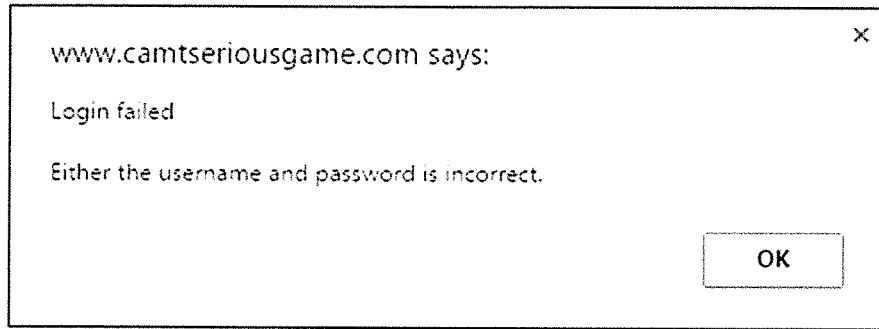 www.camtseriousgame.com says:
Login failed
Either the username and password is incorrect.
OK